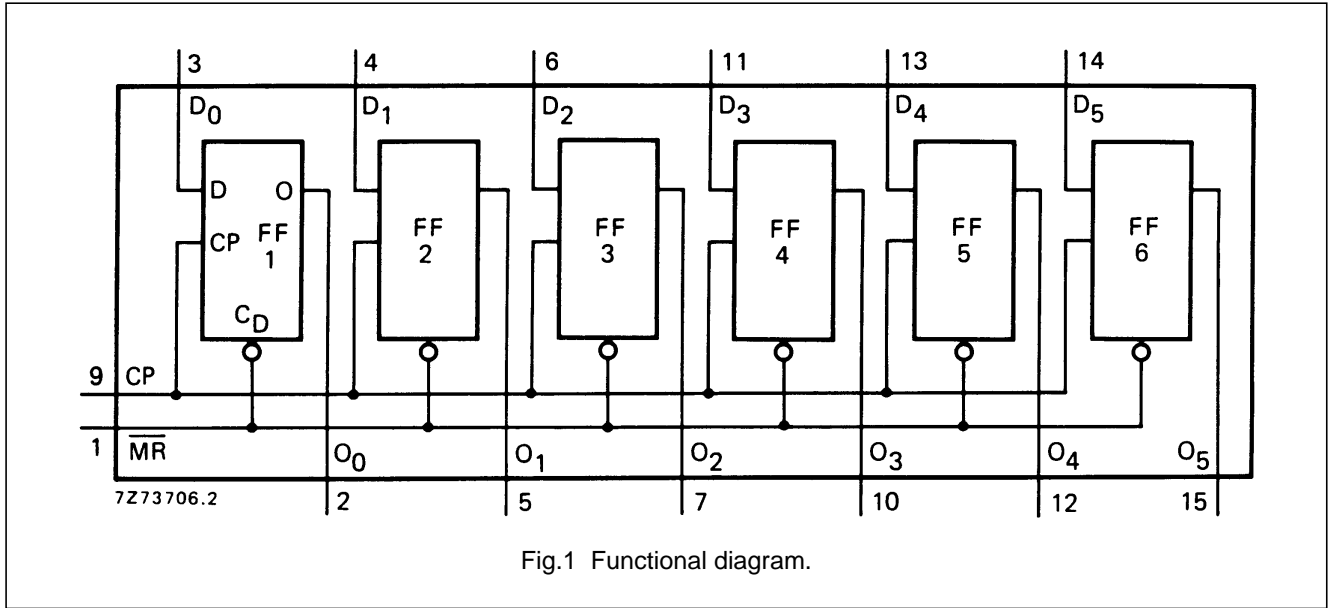 3 4 6 11 13 14
D0 D1 D2 D3 D4 D5
D O
CP FF 1
CD
FF 2
FF 3
FF 4
FF 5
FF 6
9 CP
1 M̅R̅
O0 O1 O2 O3 O4 O5
7Z73706.2
2 5 7 10 12 15
Fig.1 Functional diagram.